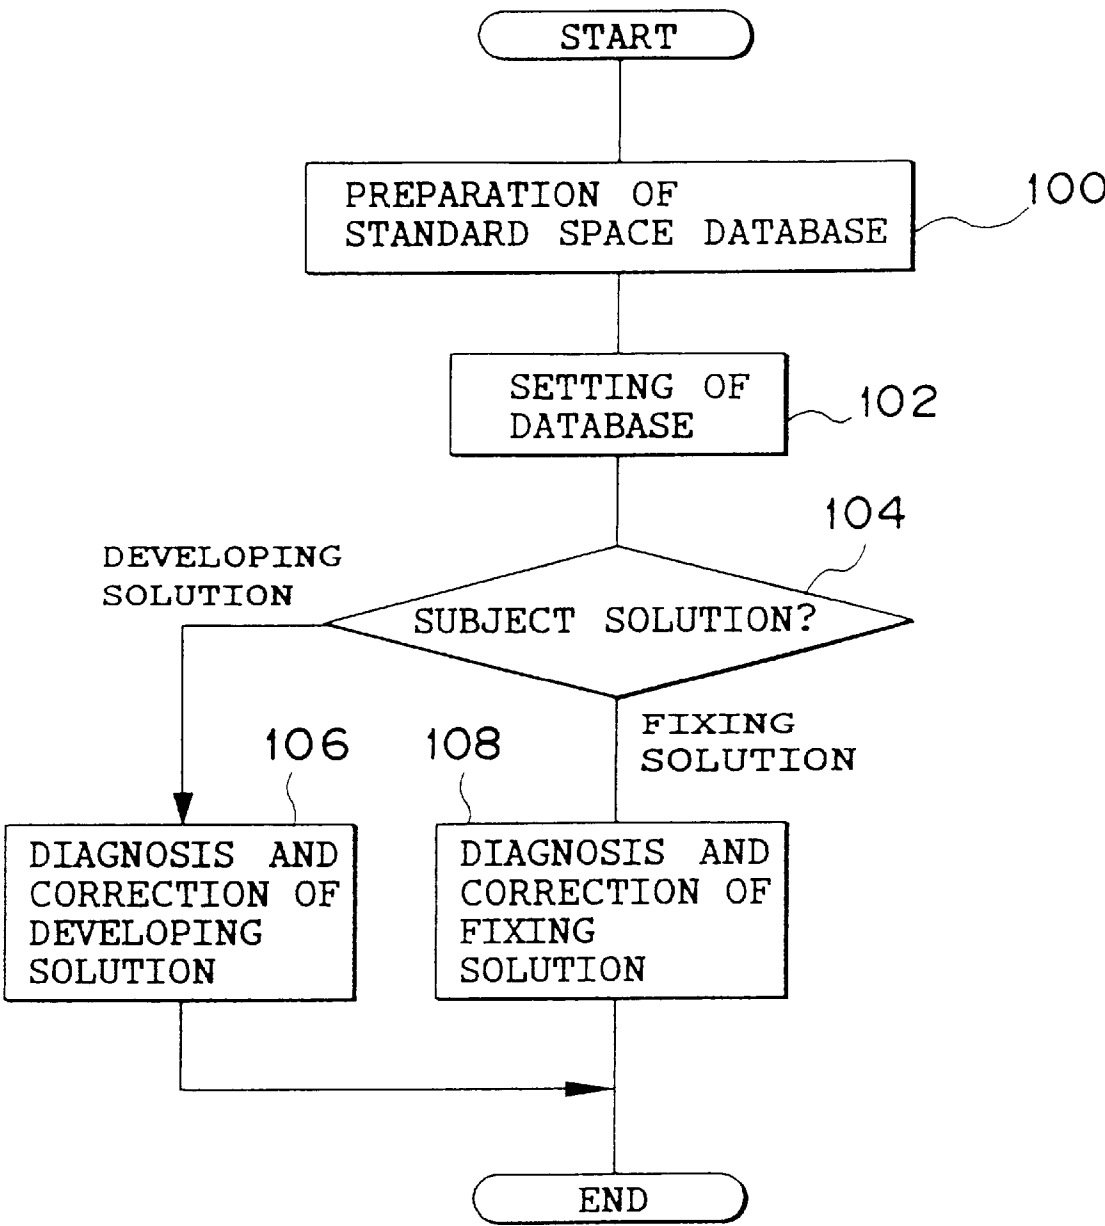 START
PREPARATION OF
STANDARD SPACE DATABASE
100
SETTING OF
DATABASE
102
104
DEVELOPING
SOLUTION
SUBJECT SOLUTION?
FIXING
SOLUTION
106
108
DIAGNOSIS AND
CORRECTION OF
DEVELOPING
SOLUTION
DIAGNOSIS AND
CORRECTION OF
FIXING
SOLUTION
END